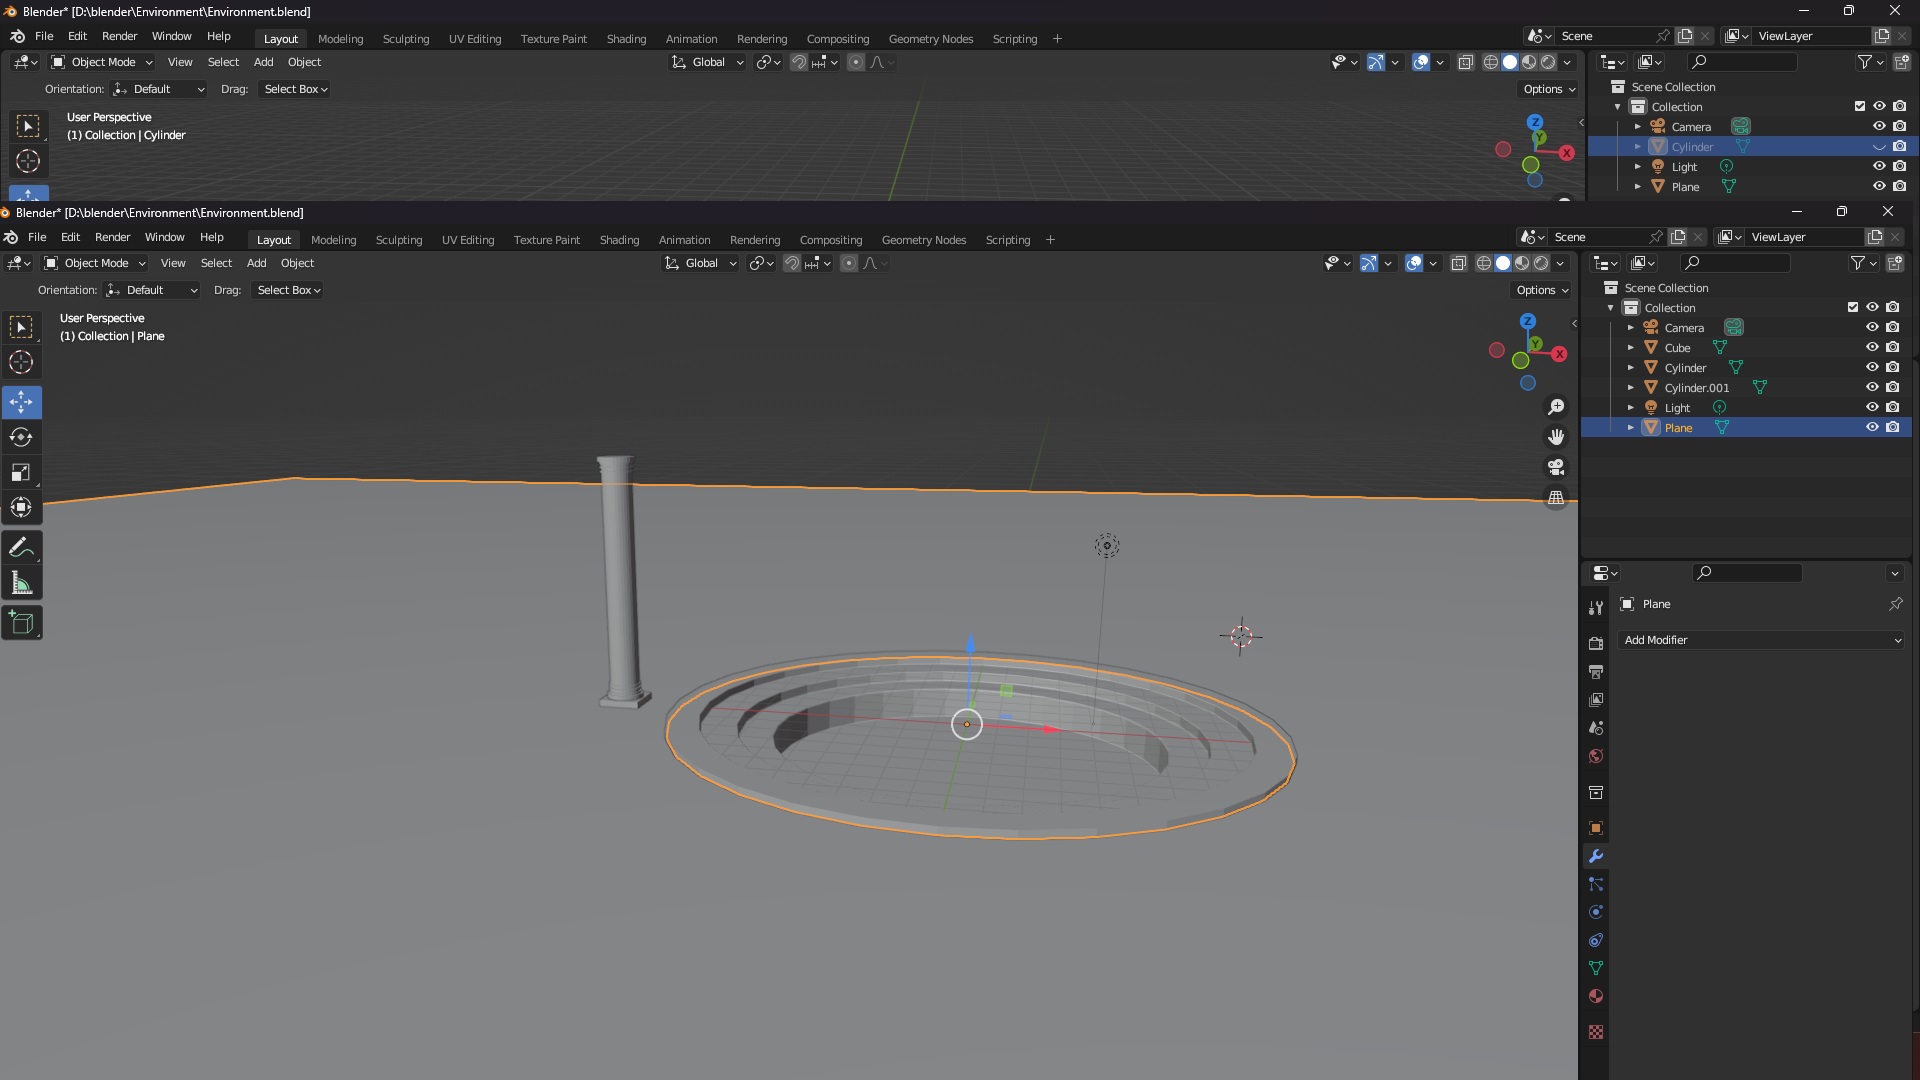 Blender* [D:\blender\Environment\Environment.blend]
File Edit Render Window Help Layout Modeling Sculpting UV Editing Texture Paint Shading Animation Rendering Compositing Geometry Nodes Scripting + Scene ViewLayer
Object Mode View Select Add Object Global
Orientation: Default Drag: Select Box Options
User Perspective
(1) Collection | Cylinder
Z
Y
X
Scene Collection
Collection
Camera
Cylinder
Light
Plane
Blender* [D:\blender\Environment\Environment.blend]
File Edit Render Window Help Layout Modeling Sculpting UV Editing Texture Paint Shading Animation Rendering Compositing Geometry Nodes Scripting + Scene ViewLayer
Object Mode View Select Add Object Global
Orientation: Default Drag: Select Box Options
User Perspective
(1) Collection | Plane
Z
Y
X
Scene Collection
Collection
Camera
Cube
Cylinder
Cylinder.001
Light
Plane
Plane
Add Modifier